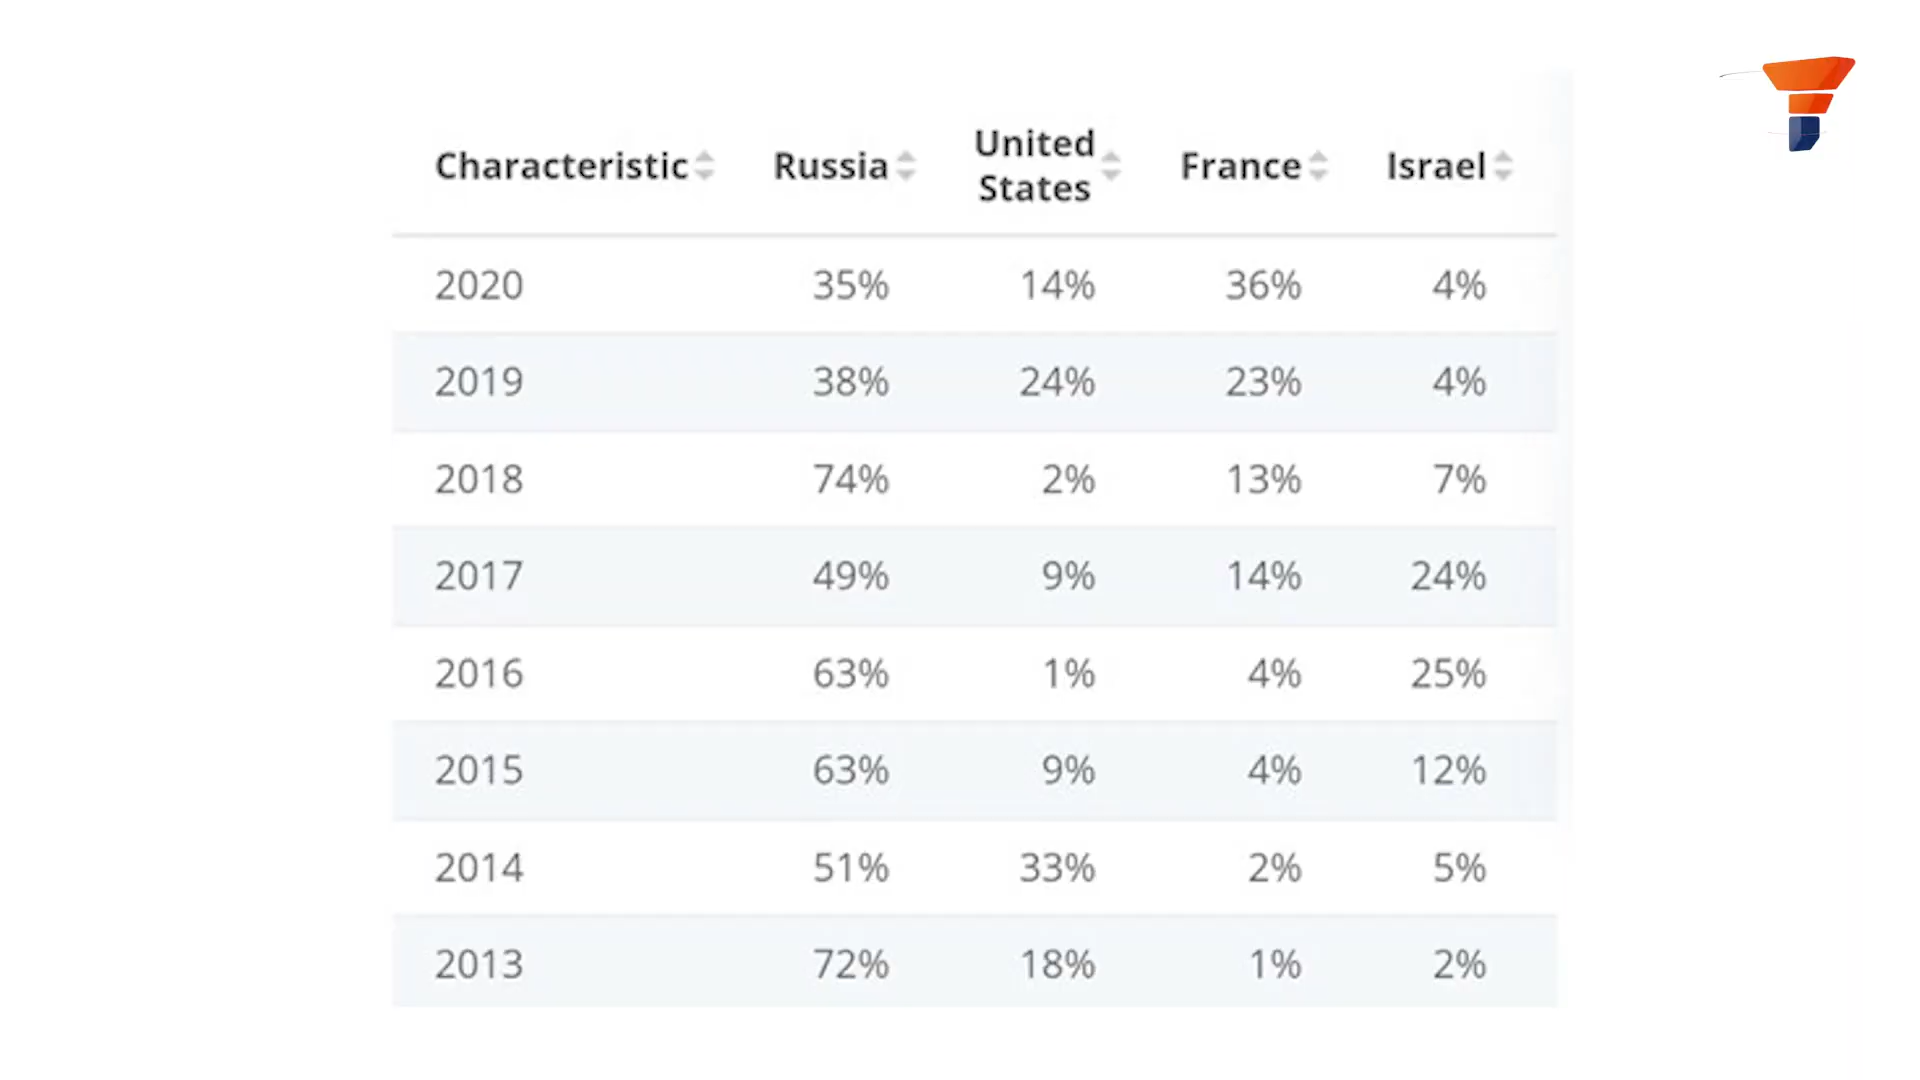 Characteristic Russia United States France Israel
2020 35% 14% 36% 4%
2019 38% 24% 23% 4%
2018 74% 2% 13% 7%
2017 49% 9% 14% 24%
2016 63% 1% 4% 25%
2015 63% 9% 4% 12%
2014 51% 33% 2% 5%
2013 72% 18% 1% 2%